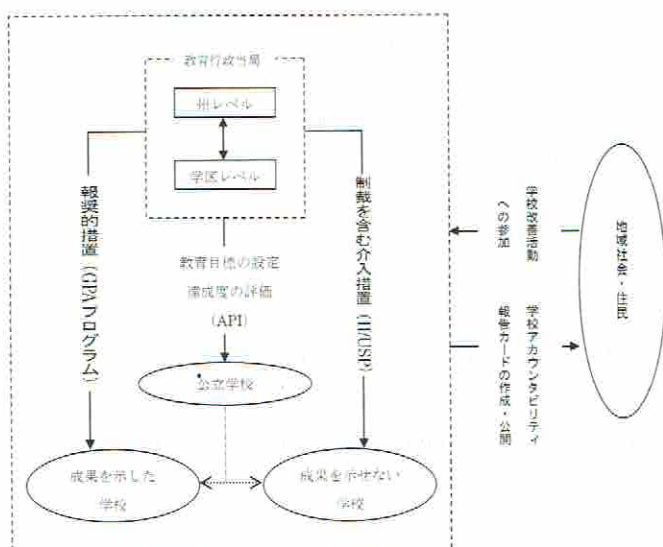 教育行政当局
州レベル
学区レベル
報奨的措置（GPAプログラム）
制裁を含む介入措置（II/USP）
教育目標の設定
達成度の評価
（API）
公立学校
成果を示した
学校
成果を示せない
学校
学校改善活動
への参加
学校アカウンタビリティ
報告カードの作成・公開
地域社会・住民